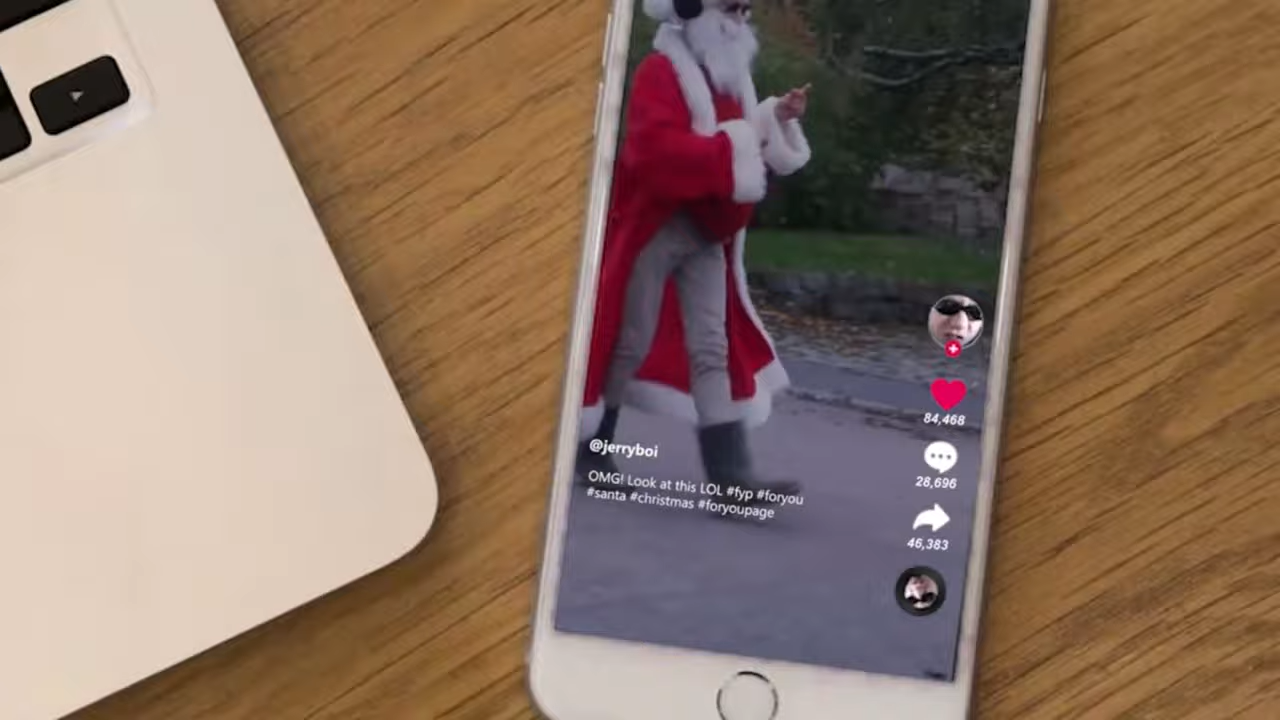 84,468
@jerryboi
28,696
OMG! Look at this LOL #fyp #foryou
#santa #christmas #foryoupage
46,383